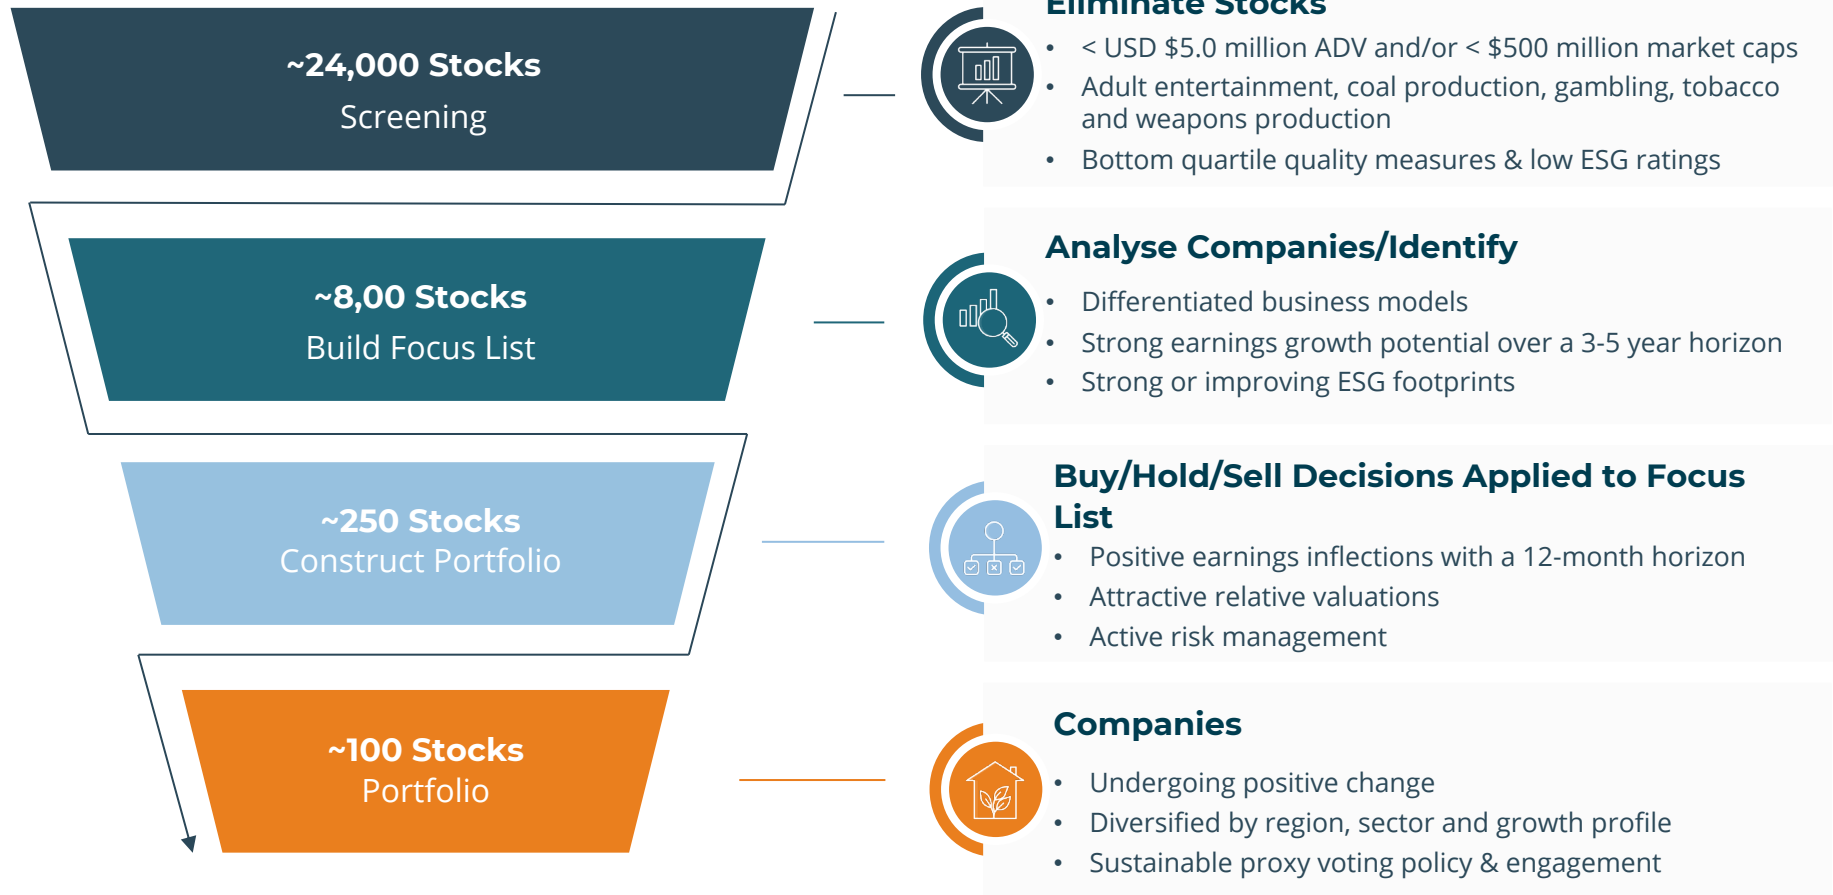 ~24,000 Stocks
Screening
Eliminate Stocks
• < USD $5.0 million ADV and/or < $500 million market caps
• Adult entertainment, coal production, gambling, tobacco
and weapons production
• Bottom quartile quality measures & low ESG ratings
~8,00 Stocks
Build Focus List
Analyse Companies/Identify
• Differentiated business models
• Strong earnings growth potential over a 3-5 year horizon
• Strong or improving ESG footprints
~250 Stocks
Construct Portfolio
Buy/Hold/Sell Decisions Applied to Focus
List
• Positive earnings inflections with a 12-month horizon
• Attractive relative valuations
• Active risk management
~100 Stocks
Portfolio
Companies
• Undergoing positive change
• Diversified by region, sector and growth profile
• Sustainable proxy voting policy & engagement